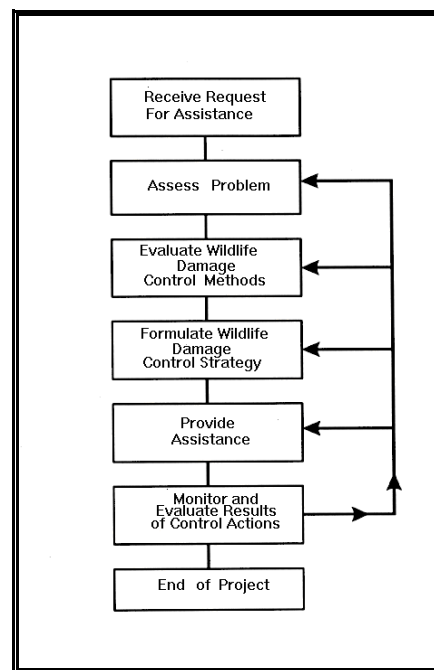 Receive Request
For Assistance
Assess Problem
Evaluate Wildlife
Damage
Control Methods
Formulate Wildlife
Damage
Control Strategy
Provide
Assistance
Monitor and
Evaluate Results
of Control Actions
End of Project